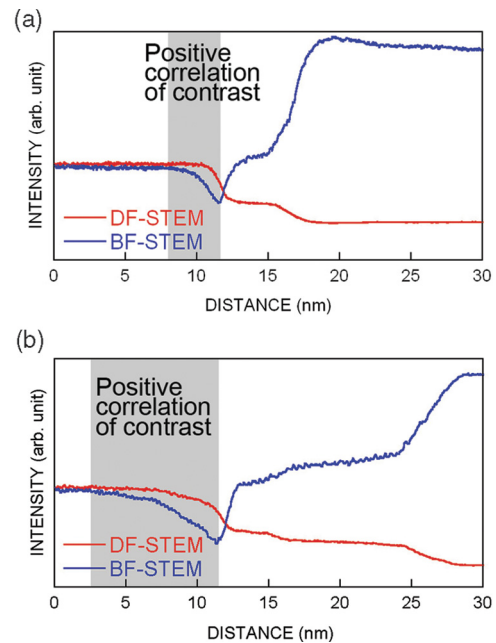 (a)
Positive
correlation
of contrast
INTENSITY (arb. unit)
DF-STEM
BF-STEM
0 5 10 15 20 25 30
DISTANCE (nm)
(b)
Positive
correlation
of contrast
INTENSITY (arb. unit)
DF-STEM
BF-STEM
0 5 10 15 20 25 30
DISTANCE (nm)